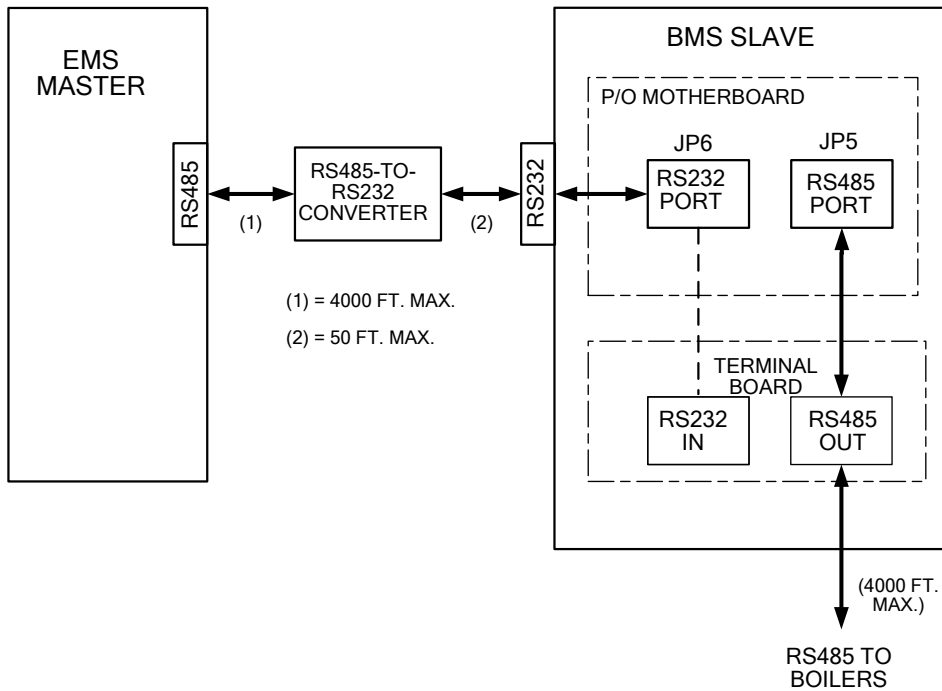 EMS
MASTER
RS485
(1)
RS485-TO-
RS232
CONVERTER
(2)
(1) = 4000 FT. MAX.
(2) = 50 FT. MAX.
BMS SLAVE
RS232
P/O MOTHERBOARD
JP6
RS232
PORT
JP5
RS485
PORT
TERMINAL
BOARD
RS232
IN
RS485
OUT
(4000 FT.
MAX.)
RS485 TO
BOILERS